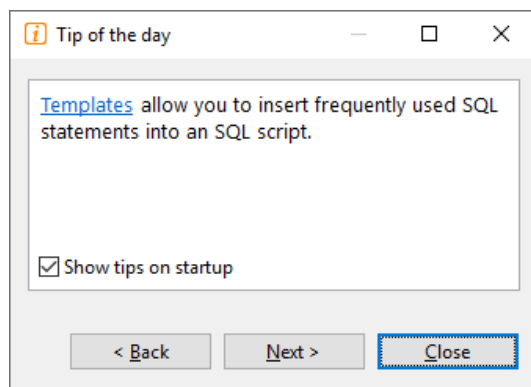 Tip of the day
Templates allow you to insert frequently used SQL
statements into an SQL script.
Show tips on startup
< Back
Next >
Close